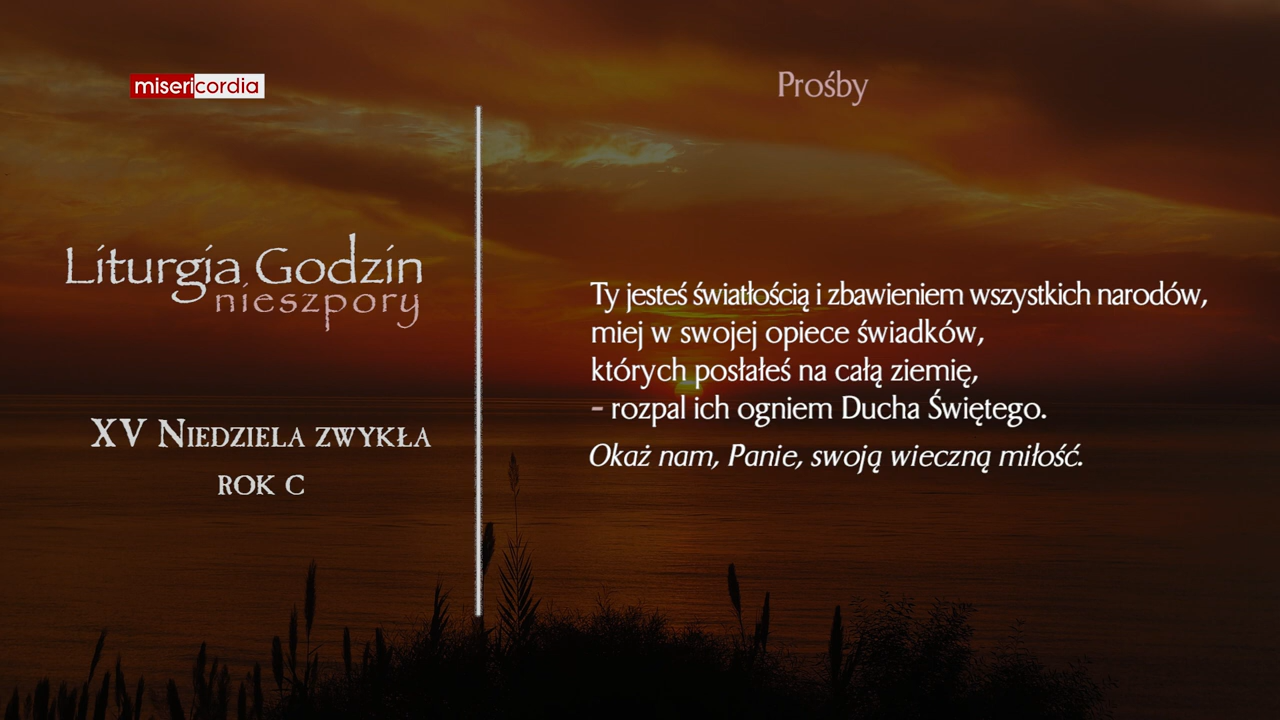 misericordia
Liturgia Godzin
nieszpory
XV Niedziela zwykła
rok C
Prośby
Ty jesteś światłością i zbawieniem wszystkich narodów,
miej w swojej opiece świadków,
których posłałeś na całą ziemię,
- rozpal ich ogniem Ducha Świętego.
Okaż nam, Panie, swoją wieczną miłość.